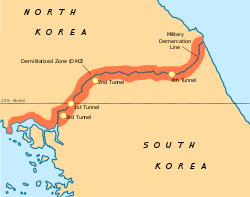 NORTH
KOREA
Military
Demarcation
Line
Demilitarized Zone (DMZ)
2nd Tunnel
4th Tunnel
1st Tunnel
3rd Tunnel
SOUTH
KOREA